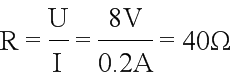 R = U/I = 8V/0.2A = 40Ω